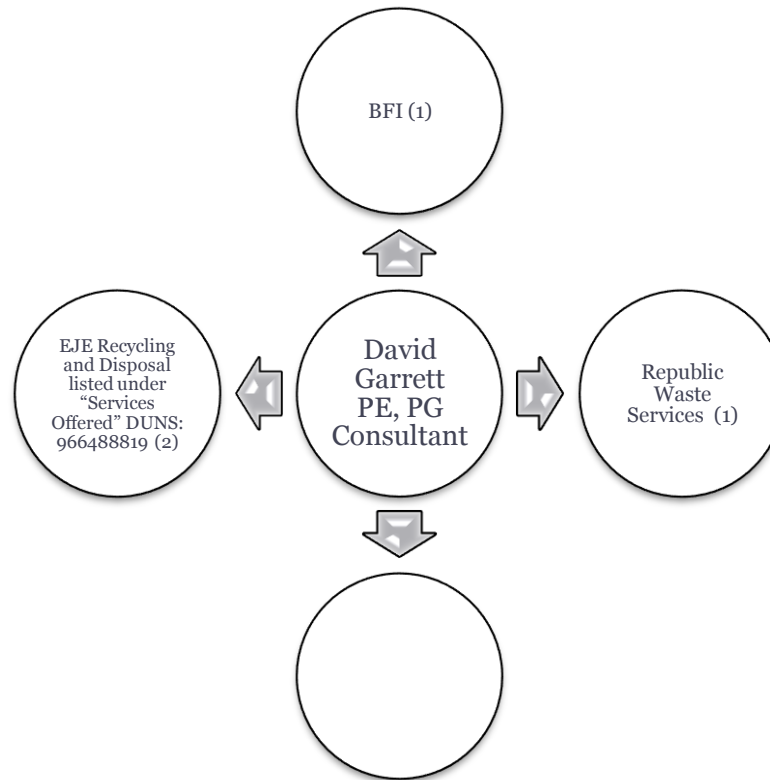 BFI (1)
EJE Recycling
and Disposal
listed under
“Services
Offered” DUNS:
966488819 (2)
David
Garrett
PE, PG
Consultant
Republic
Waste
Services (1)